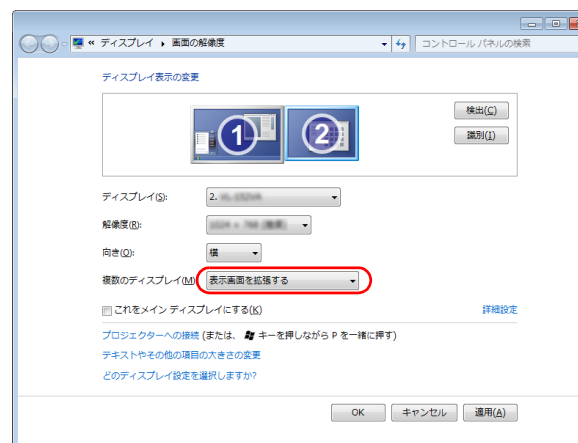 « ディスプレイ ▸ 画面の解像度
コントロール パネルの検索
ディスプレイ表示の変更
1
2
検出(C)
識別(I)
ディスプレイ(S):
2.
解像度(R):
向き(O):
横
複数のディスプレイ(M)
表示画面を拡張する
これをメイン ディスプレイにする(K)
詳細設定
プロジェクターへの接続 (または、 キーを押しながら P を一緒に押す)
テキストやその他の項目の大きさの変更
どのディスプレイ設定を選択しますか?
OK
キャンセル
適用(A)